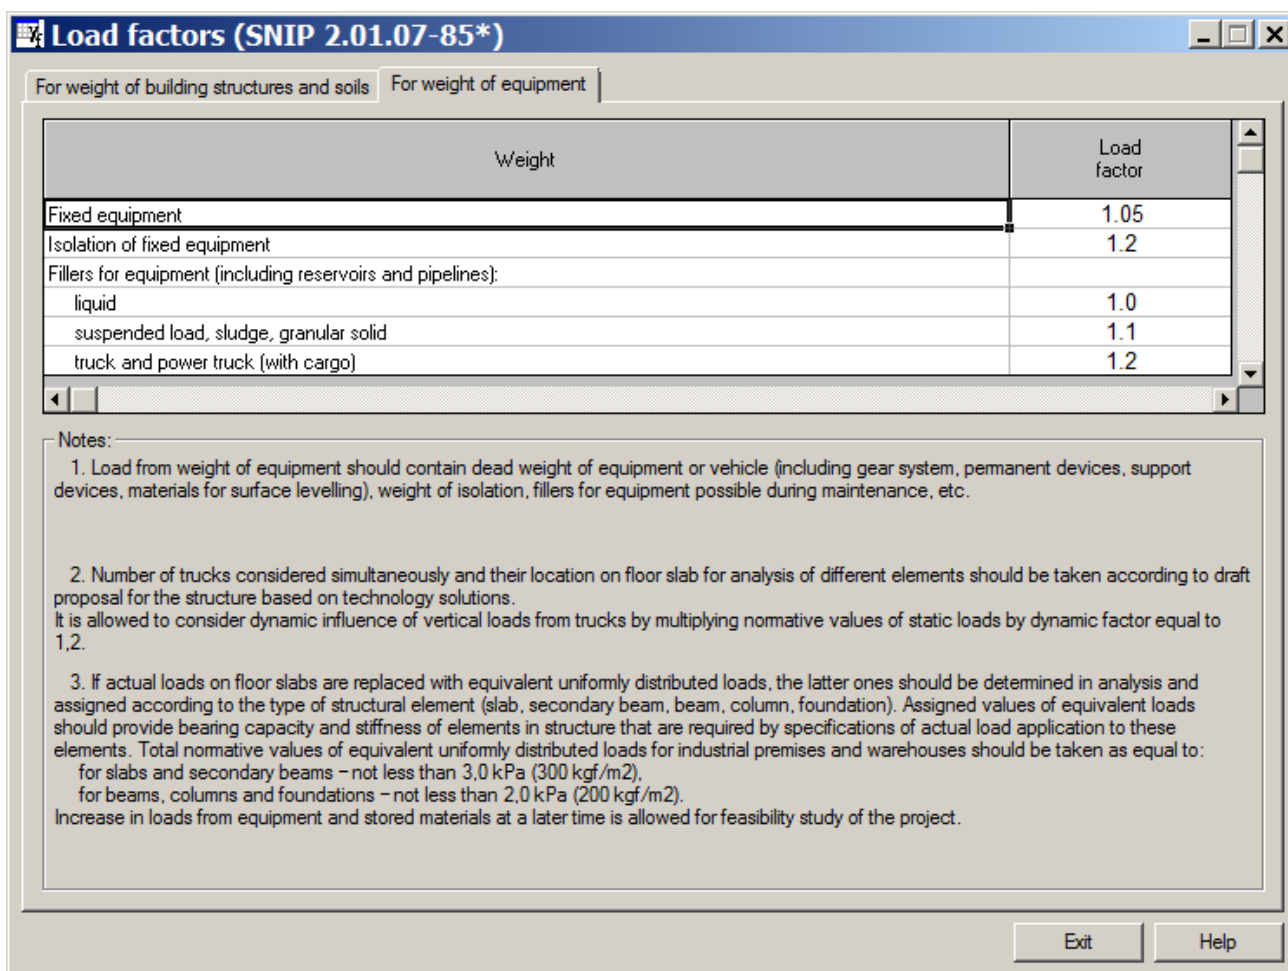 Load factors (SNIP 2.01.07-85*)
For weight of building structures and soils
For weight of equipment
Weight
Load
factor
Fixed equipment 1.05
Isolation of fixed equipment 1.2
Fillers for equipment (including reservoirs and pipelines):
liquid 1.0
suspended load, sludge, granular solid 1.1
truck and power truck (with cargo) 1.2
Notes:
1. Load from weight of equipment should contain dead weight of equipment or vehicle (including gear system, permanent devices, support
devices, materials for surface levelling), weight of isolation, fillers for equipment possible during maintenance, etc.
2. Number of trucks considered simultaneously and their location on floor slab for analysis of different elements should be taken according to draft
proposal for the structure based on technology solutions.
It is allowed to consider dynamic influence of vertical loads from trucks by multiplying normative values of static loads by dynamic factor equal to
1,2.
3. If actual loads on floor slabs are replaced with equivalent uniformly distributed loads, the latter ones should be determined in analysis and
assigned according to the type of structural element (slab, secondary beam, beam, column, foundation). Assigned values of equivalent loads
should provide bearing capacity and stiffness of elements in structure that are required by specifications of actual load application to these
elements. Total normative values of equivalent uniformly distributed loads for industrial premises and warehouses should be taken as equal to:
for slabs and secondary beams – not less than 3,0 kPa (300 kgf/m2),
for beams, columns and foundations – not less than 2,0 kPa (200 kgf/m2).
Increase in loads from equipment and stored materials at a later time is allowed for feasibility study of the project.
Exit
Help